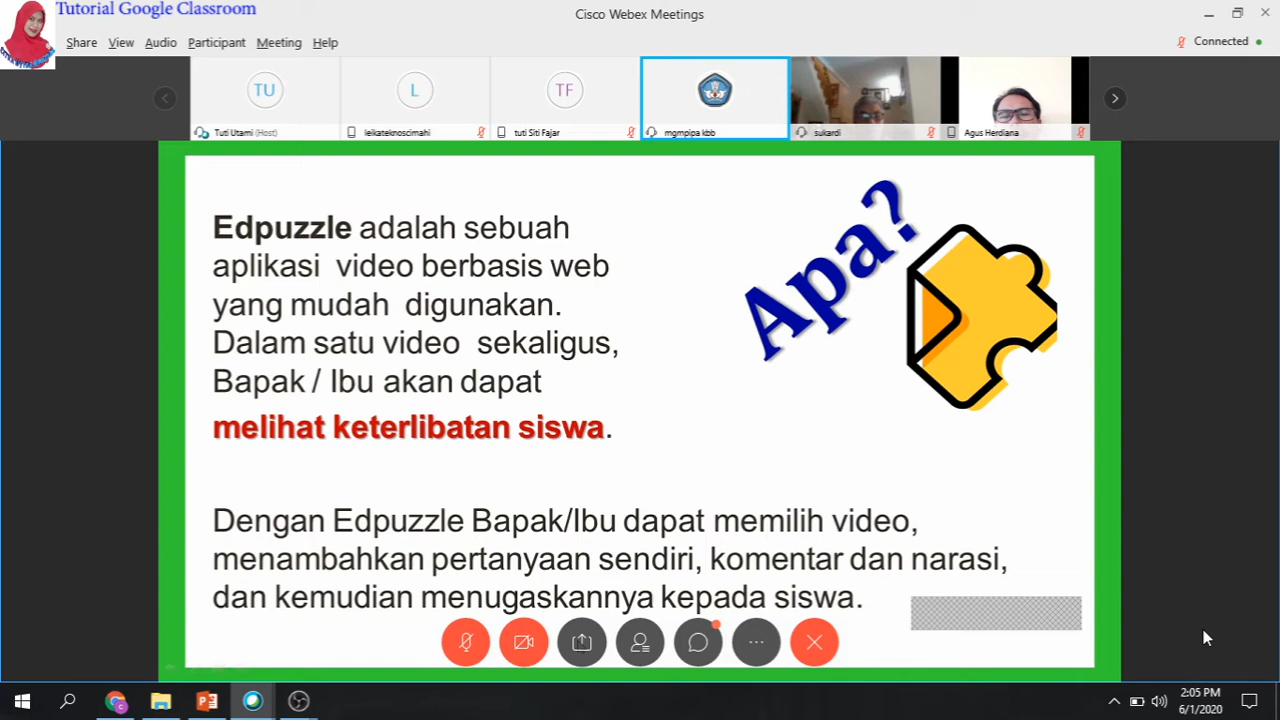 Tutorial Google Classroom
Cisco Webex Meetings
Share View Audio Participant Meeting Help
Connected
TU L TF
Tuti Utami (Host) leikateknoscimahi tuti Siti Fajar mgmpipa kbb sukardi Agus Herdiana
Apa?
Edpuzzle adalah sebuah
aplikasi video berbasis web
yang mudah digunakan.
Dalam satu video sekaligus,
Bapak / Ibu akan dapat
melihat keterlibatan siswa.
Dengan Edpuzzle Bapak/Ibu dapat memilih video,
menambahkan pertanyaan sendiri, komentar dan narasi,
dan kemudian menugaskannya kepada siswa.
2:05 PM
6/1/2020